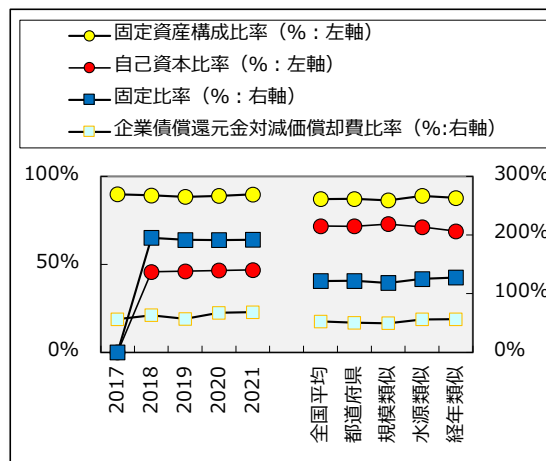 固定資産構成比率（%：左軸）
自己資本比率（%：左軸）
固定比率（%：右軸）
企業債償還元金対減価償却費比率（%:右軸）
100%
50%
0%
300%
200%
100%
0%
2017
2018
2019
2020
2021
全国平均
都道府県
規模類似
水源類似
経年類似